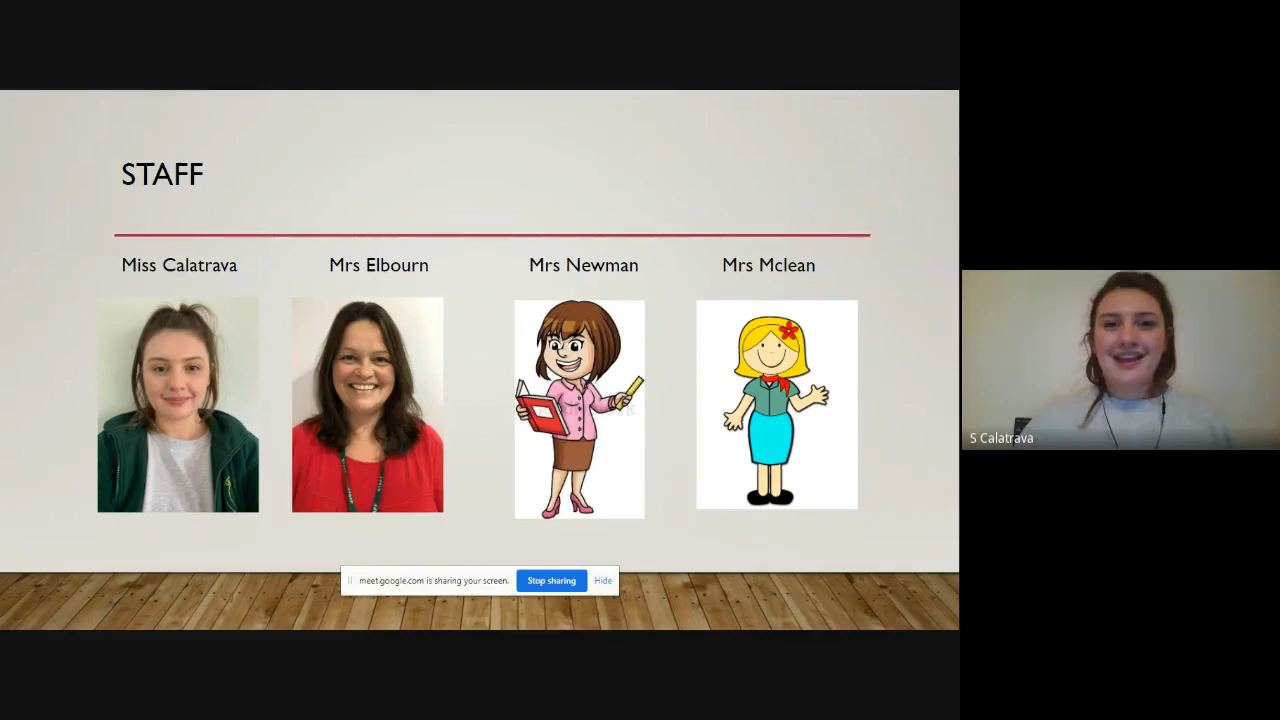 STAFF
Miss Calatrava
Mrs Elbourn
Mrs Newman
Mrs Mclean
meet.google.com is sharing your screen.
Stop sharing
Hide
S Calatrava